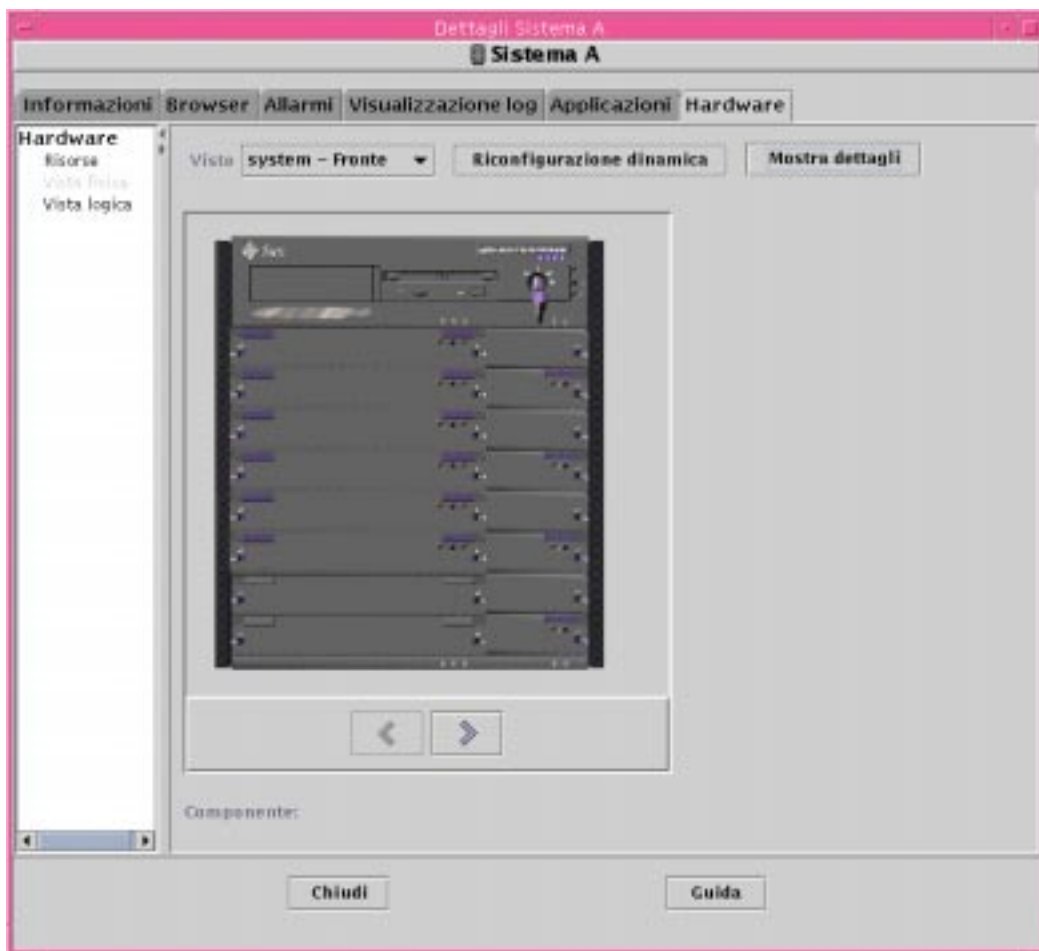 Dettagli Sistema A
Sistema A
Informazioni Browser Allarmi Visualizzazione log Applicazioni Hardware
Hardware
Risorse
Vista fisica
Vista logica
Vista system – Fronte Riconfigurazione dinamica Mostra dettagli
Sun
Componente:
Chiudi Guida